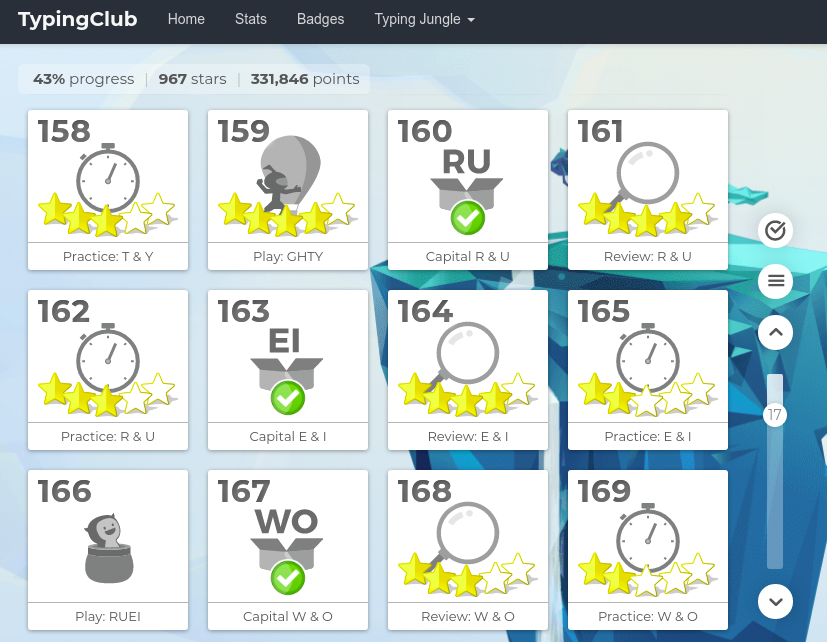 TypingClub Home Stats Badges Typing Jungle
43% progress | 967 stars | 331,846 points
158 159 160 161
RU
Practice: T & Y Play: GHTY Capital R & U Review: R & U
162 163 164 165
EI
Practice: R & U Capital E & I Review: E & I Practice: E & I
17
166 167 168 169
WO
Play: RUEI Capital W & O Review: W & O Practice: W & O